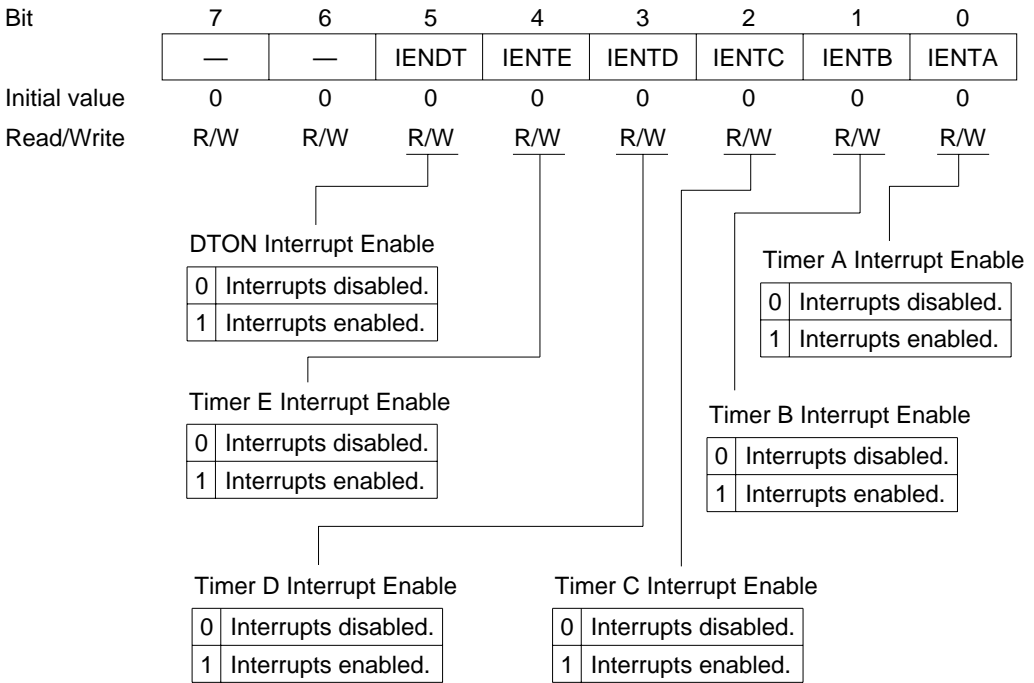 Bit 7 6 5 4 3 2 1 0
— — IENDT IENTE IENTD IENTC IENTB IENTA
Initial value 0 0 0 0 0 0 0 0
Read/Write R/W R/W R/W R/W R/W R/W R/W R/W
DTON Interrupt Enable
0 Interrupts disabled.
1 Interrupts enabled.
Timer A Interrupt Enable
0 Interrupts disabled.
1 Interrupts enabled.
Timer E Interrupt Enable
0 Interrupts disabled.
1 Interrupts enabled.
Timer B Interrupt Enable
0 Interrupts disabled.
1 Interrupts enabled.
Timer D Interrupt Enable
0 Interrupts disabled.
1 Interrupts enabled.
Timer C Interrupt Enable
0 Interrupts disabled.
1 Interrupts enabled.